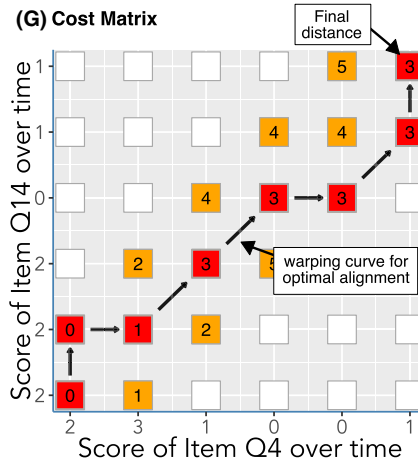 (G) Cost Matrix
Final
distance
Score of Item Q14 over time
1 5 3
1 4 4 3
0 4 3 3
2 2 3 5
warping curve for
optimal alignment
2 0 1 2
2 0 1
2 3 1 0 0 1
Score of Item Q4 over time